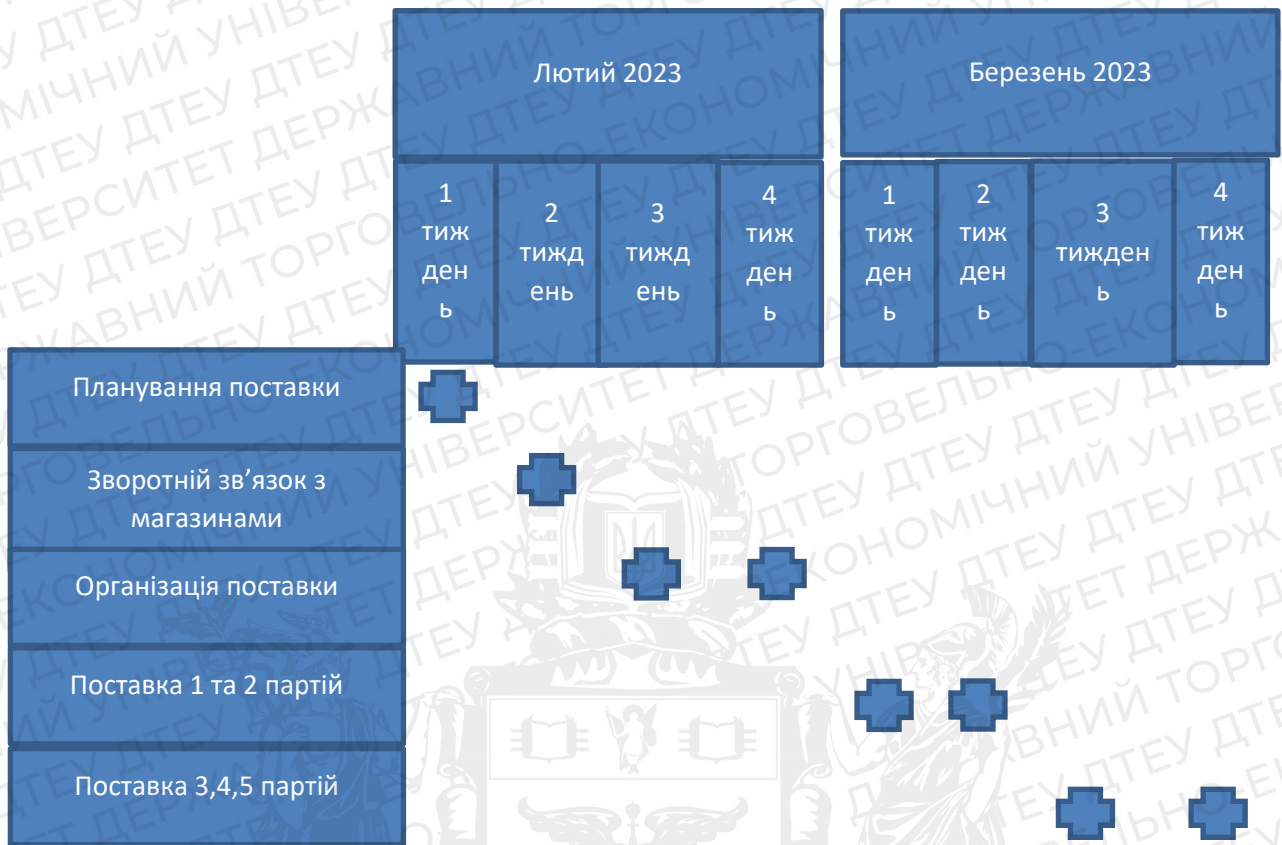 Лютий 2023
Березень 2023
1
тиж
ден
ь
2
тижд
ень
3
тижд
ень
4
тиж
ден
ь
1
тиж
ден
ь
2
тиж
ден
ь
3
тижден
ь
4
тиж
ден
ь
Планування поставки
Зворотній зв’язок з
магазинами
Організація поставки
Поставка 1 та 2 партій
Поставка 3,4,5 партій